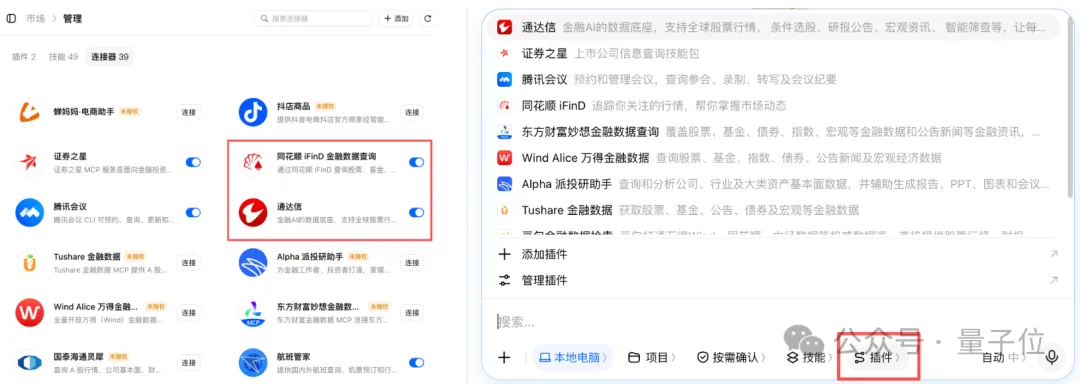 市场 > 管理
搜索连接器
+ 添加
插件 2 技能 49 连接器 39
蝉妈妈·电商助手 未授权
连接
抖店商品 未授权
提供抖音电商抖店官方商家经营能...
连接
证券之星
证券之星 MCP 服务是面向金融投资...
同花顺 iFinD 金融数据查询
通过同花顺 iFinD 查询股票、基金、...
腾讯会议
腾讯会议 CLI 可预约、查询、更新和...
通达信
金融AI的数据底座，支持全球股票行...
Tushare 金融数据 未授权
Tushare 金融数据 MCP 提供 A 股...
连接
Alpha 派投研助手 未授权
为金融工作者、投资者打造，掌握...
连接
Wind Alice 万得金融... 未授权
全量开放万得（Wind）金融数据...
连接
东方财富妙想金融数... 未授权
东方财富金融数据 MCP 连接东方...
连接
国泰海通灵犀 未授权
查询 A 股行情、公司基本面、财...
连接
航班管家
提供国内外航班查询、机票预订和行...
通达信 金融AI的数据底座，支持全球股票行情、条件选股、研报公告、宏观资讯、智能筛查等，让每...
证券之星 上市公司信息查询技能包
腾讯会议 预约和管理会议，查询参会、录制、转写及会议纪要
同花顺 iFinD 追踪你关注的行情，帮你掌握市场动态
东方财富妙想金融数据查询 覆盖股票、基金、债券、指数、宏观等金融数据和公告新闻等金融资讯，...
Wind Alice 万得金融数据 查询股票、基金、指数、债券、公告新闻及宏观经济数据
Alpha 派投研助手 查询和分析公司、行业及大类资产基本面数据，并辅助生成报告、PPT、图表和会议...
Tushare 金融数据 获取股票、基金、公告、债券及宏观等金融数据
+ 添加插件
管理插件
搜索...
+ 本地电脑 > 项目 > 按需确认 > 技能 > 插件 > 自动 中 >
公众号 · 量子位